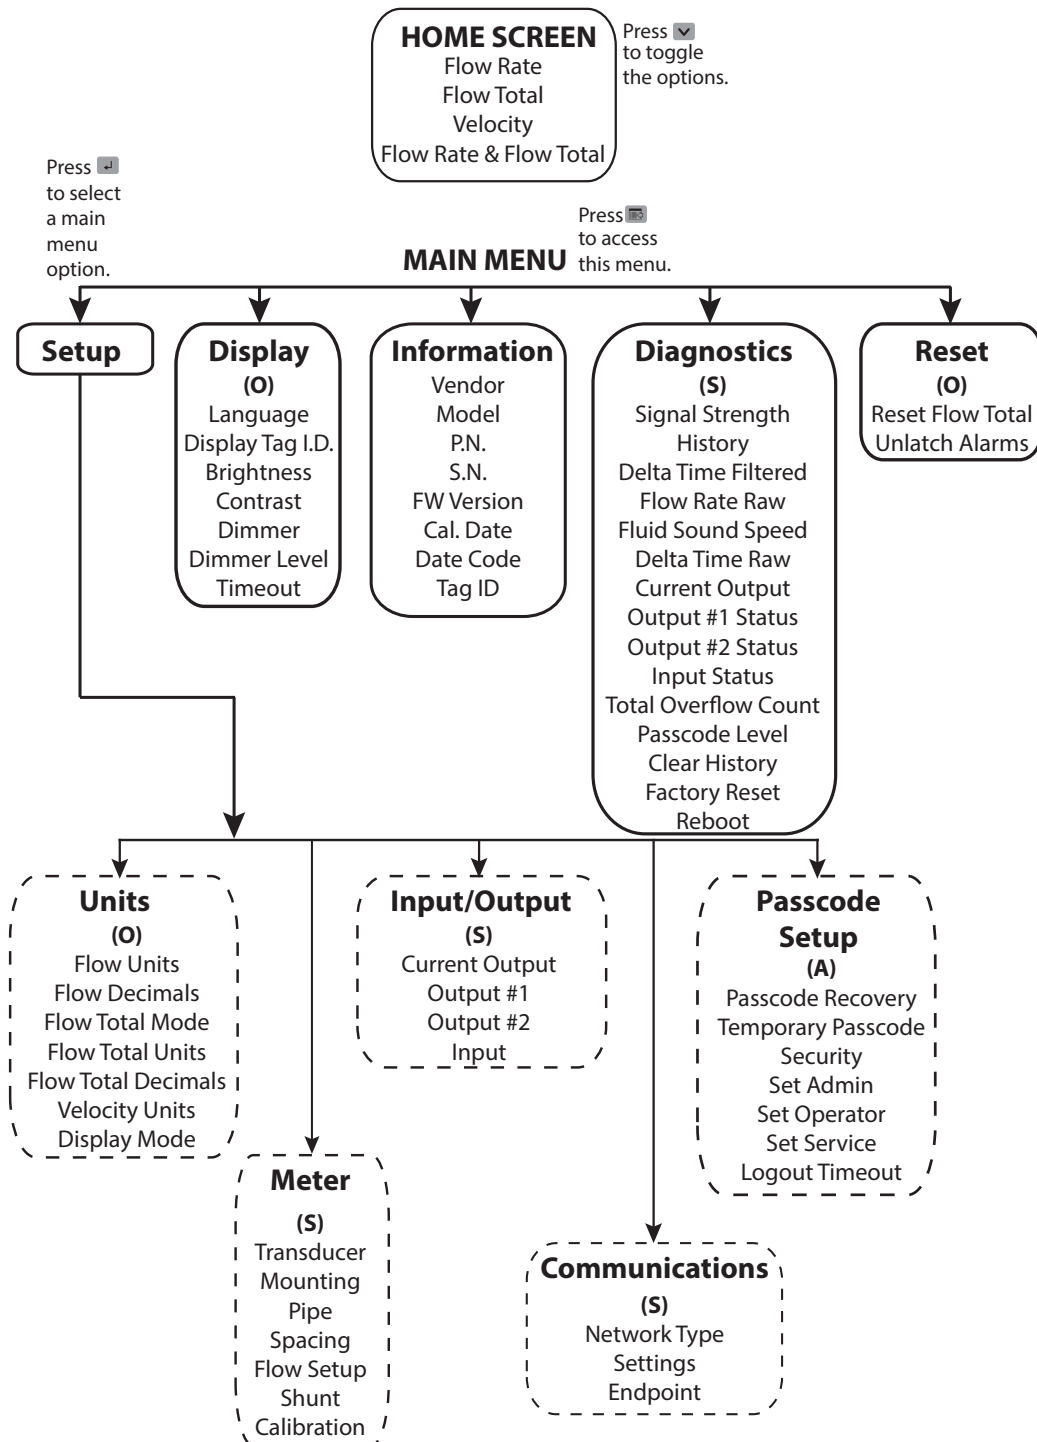 HOME SCREEN
Flow Rate
Flow Total
Velocity
Flow Rate & Flow Total
Press
to toggle
the options.
Press
to select
a main
menu
option.
MAIN MENU
Press
to access
this menu.
Setup
Display
(O)
Language
Display Tag I.D.
Brightness
Contrast
Dimmer
Dimmer Level
Timeout
Information
Vendor
Model
P.N.
S.N.
FW Version
Cal. Date
Date Code
Tag ID
Diagnostics
(S)
Signal Strength
History
Delta Time Filtered
Flow Rate Raw
Fluid Sound Speed
Delta Time Raw
Current Output
Output #1 Status
Output #2 Status
Input Status
Total Overflow Count
Passcode Level
Clear History
Factory Reset
Reboot
Reset
(O)
Reset Flow Total
Unlatch Alarms
Units
(O)
Flow Units
Flow Decimals
Flow Total Mode
Flow Total Units
Flow Total Decimals
Velocity Units
Display Mode
Meter
(S)
Transducer
Mounting
Pipe
Spacing
Flow Setup
Shunt
Calibration
Input/Output
(S)
Current Output
Output #1
Output #2
Input
Communications
(S)
Network Type
Settings
Endpoint
Passcode
Setup
(A)
Passcode Recovery
Temporary Passcode
Security
Set Admin
Set Operator
Set Service
Logout Timeout